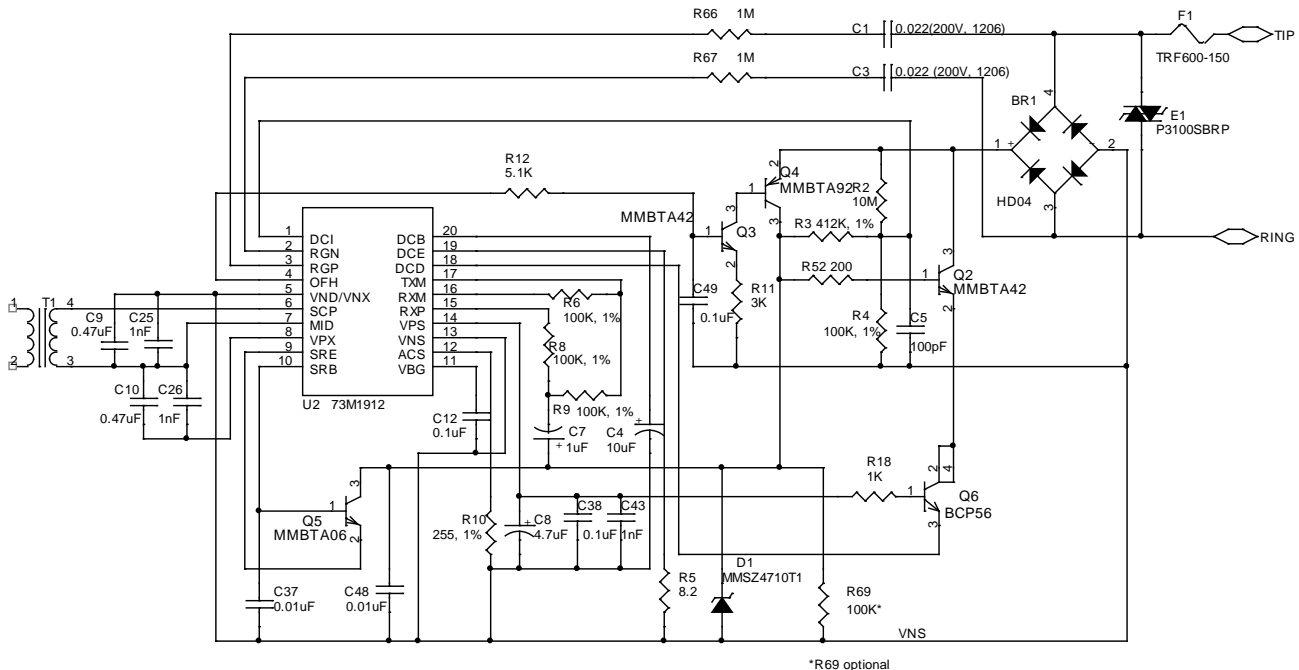 R66 1M
C1 0.022(200V, 1206)
F1
TIP
TRF600-150
R67 1M
C3 0.022 (200V, 1206)
4
BR1
E1
P3100SBRP
1 +
2
HD04
3
RING
R12
5.1K
2
Q4
1
MMBTA92
3
R2
10M
MMBTA42
3
1
Q3
2
R3 412K, 1%
R52 200
3
1
Q2
MMBTA42
2
R11
3K
C49
0.1uF
R4
100K, 1%
C5
100pF
1 DCI
2 RGN
3 RGP
4 OFH
5 VND/VNX
6 SCP
7 MID
8 VPX
9 SRE
10 SRB
DCB 20
DCE 19
DCD 18
TXM 17
RXM 16
RXP 15
VPS 14
VNS 13
ACS 12
VBG 11
U2 73M1912
1 T1 4
2 3
C9
0.47uF
C25
1nF
C10
0.47uF
C26
1nF
R6
100K, 1%
R8
100K, 1%
R9 100K, 1%
C12
0.1uF
+ C7
1uF
C4 +
10uF
R18
1K
2 4
1
Q6
BCP56
3
3
1
Q5
MMBTA06
2
R10
255, 1%
+ C8
4.7uF
C38
0.1uF
C43
1nF
D1
MMSZ4710T1
R5
8.2
R69
100K*
C37
0.01uF
C48
0.01uF
VNS
*R69 optional